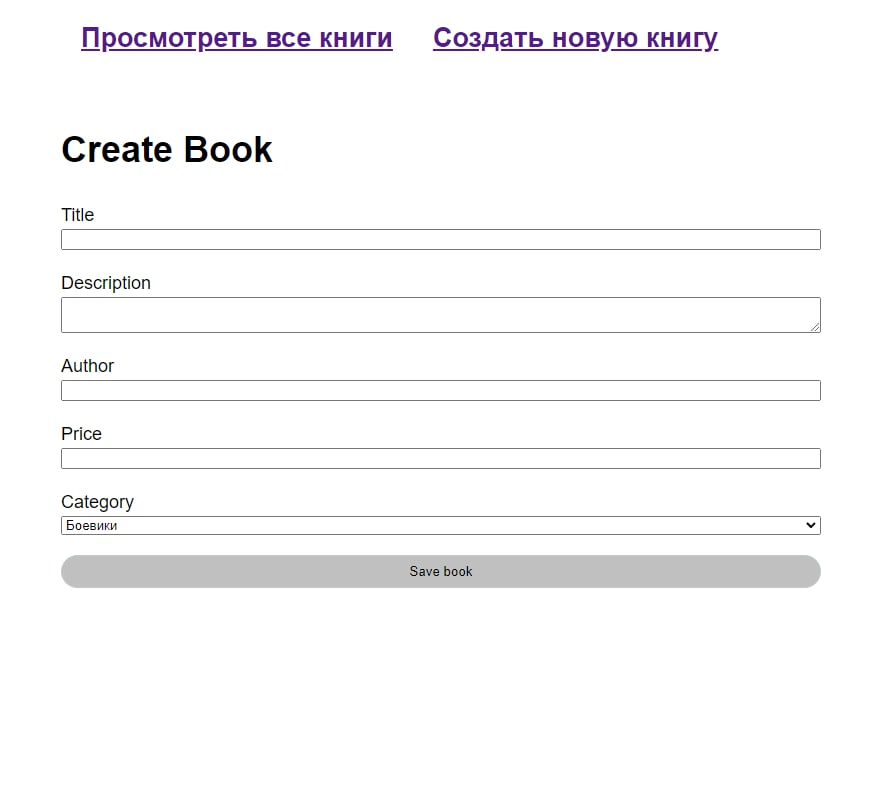 Просмотреть все книги Создать новую книгу
Create Book
Title
Description
Author
Price
Category
Боевики
Save book